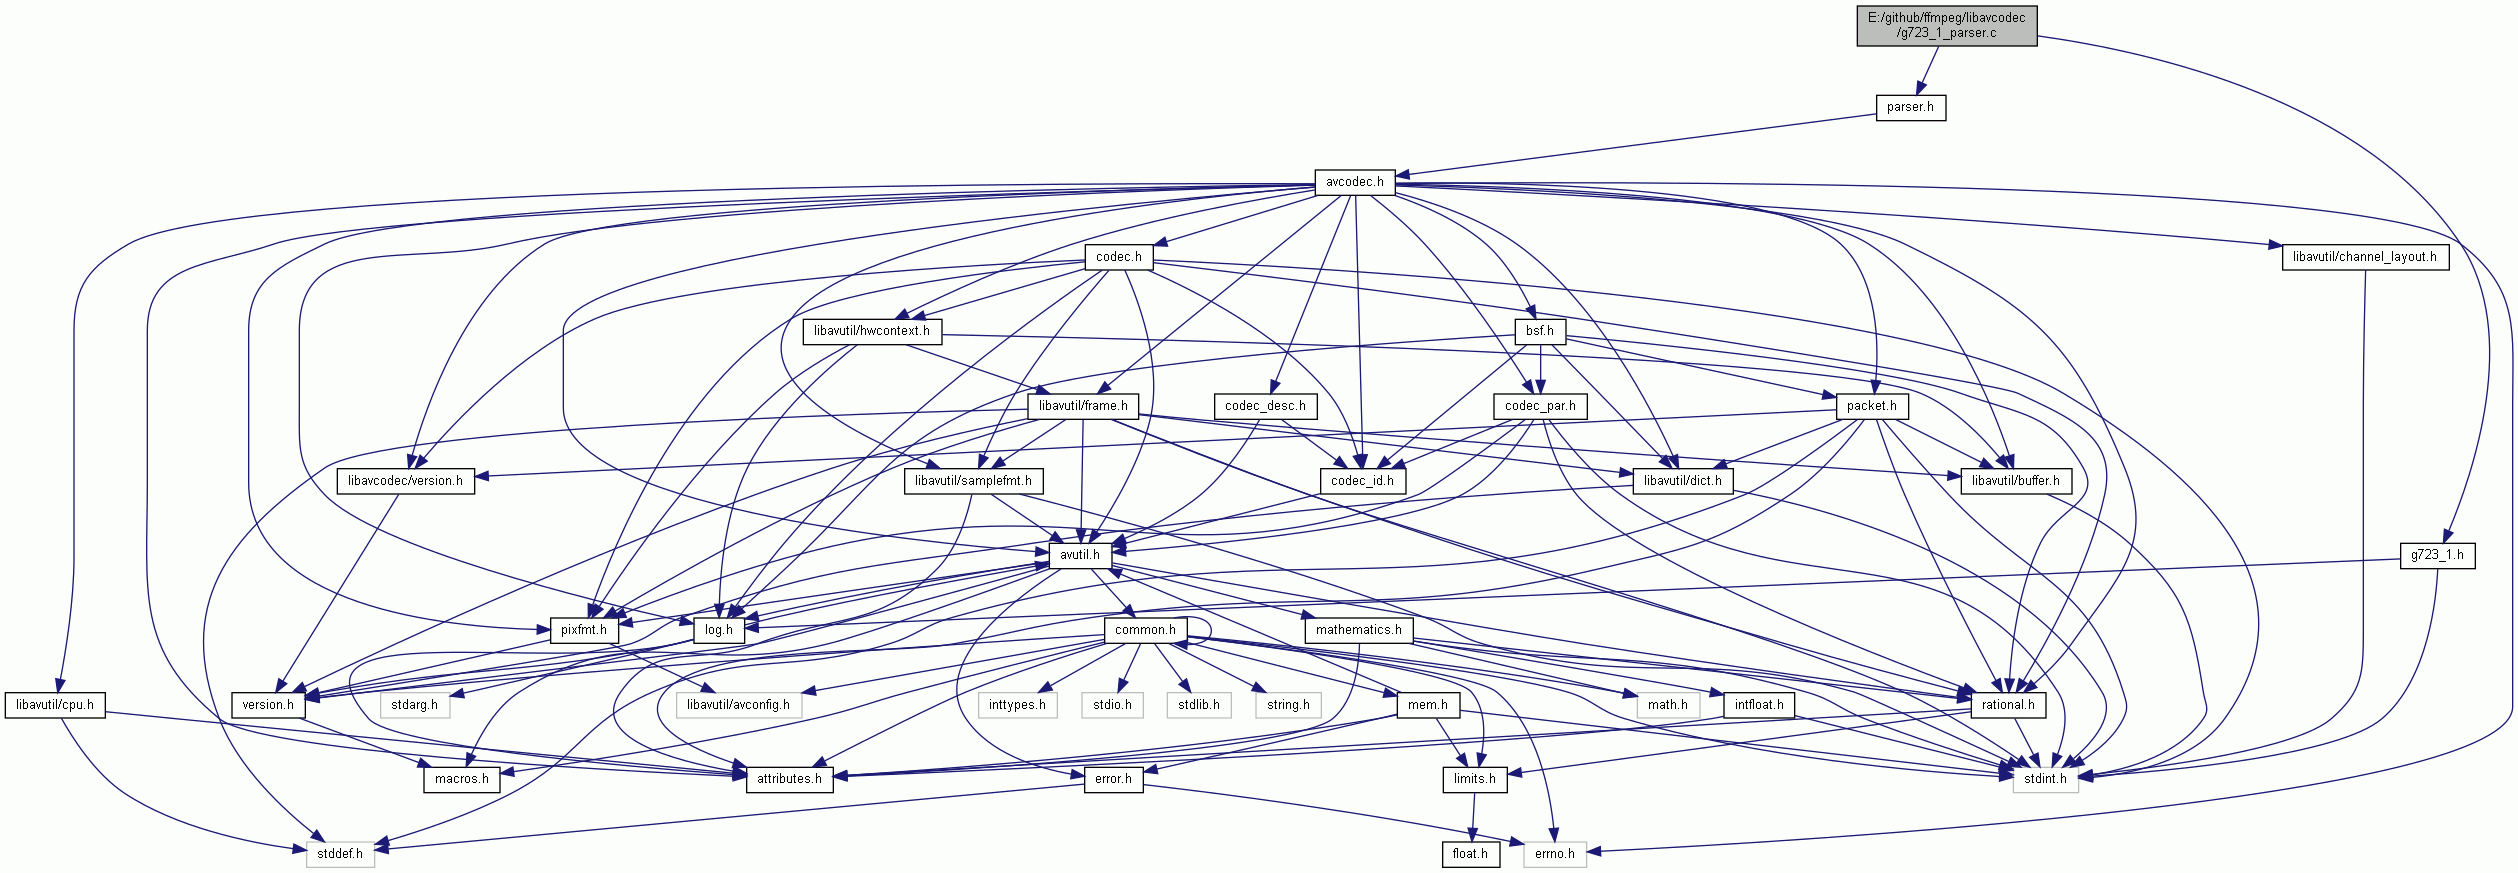 E:/github/ffmpeg/libavcodec
/g723_1_parser.c
parser.h
avcodec.h
codec.h
libavutil/channel_layout.h
libavutil/hwcontext.h
bsf.h
libavutil/frame.h
codec_desc.h
codec_par.h
packet.h
libavcodec/version.h
libavutil/samplefmt.h
codec_id.h
libavutil/dict.h
libavutil/buffer.h
avutil.h
g723_1.h
pixfmt.h
log.h
common.h
mathematics.h
libavutil/cpu.h
version.h
stdarg.h
libavutil/avconfig.h
inttypes.h
stdio.h
stdlib.h
string.h
mem.h
math.h
intfloat.h
rational.h
macros.h
attributes.h
error.h
limits.h
stdint.h
stddef.h
float.h
errno.h